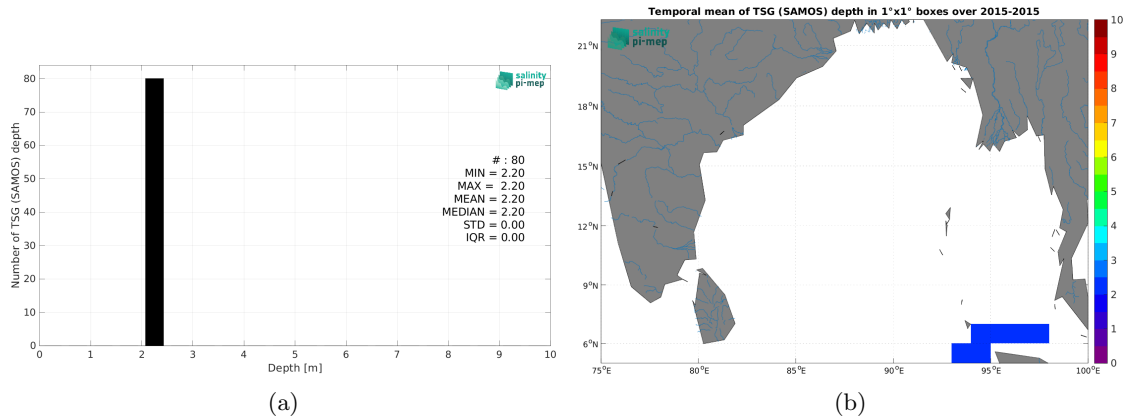 salinity
pi-mep
80
70
60
50
40
30
20
10
0
Number of TSG (SAMOS) depth
# : 80
MIN = 2.20
MAX = 2.20
MEAN = 2.20
MEDIAN = 2.20
STD = 0.00
IQR = 0.00
0 1 2 3 4 5 6 7 8 9 10
Depth [m]
(a)
Temporal mean of TSG (SAMOS) depth in 1°x1° boxes over 2015-2015
salinity
pi-mep
21°N
18°N
15°N
12°N
9°N
6°N
75°E 80°E 85°E 90°E 95°E 100°E
10
9
8
7
6
5
4
3
2
1
0
(b)